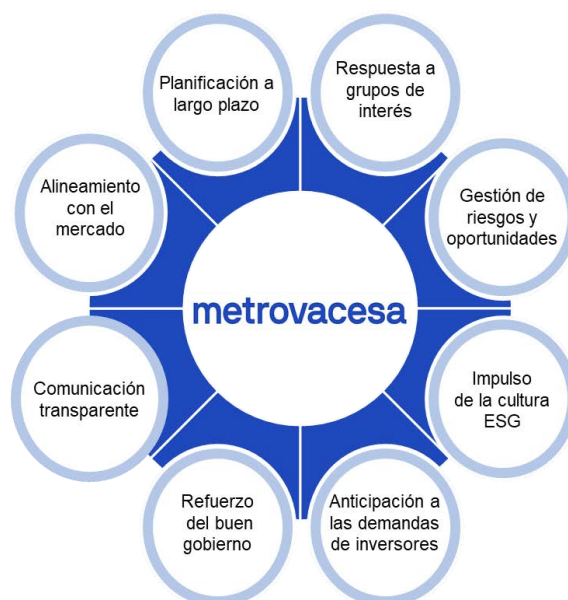 Planificación a
largo plazo
Respuesta a
grupos de
interés
Alineamiento
con el
mercado
Gestión de
riesgos y
oportunidades
metrovacesa
Comunicación
transparente
Impulso
de la cultura
ESG
Refuerzo
del buen
gobierno
Anticipación a
las demandas
de inversores